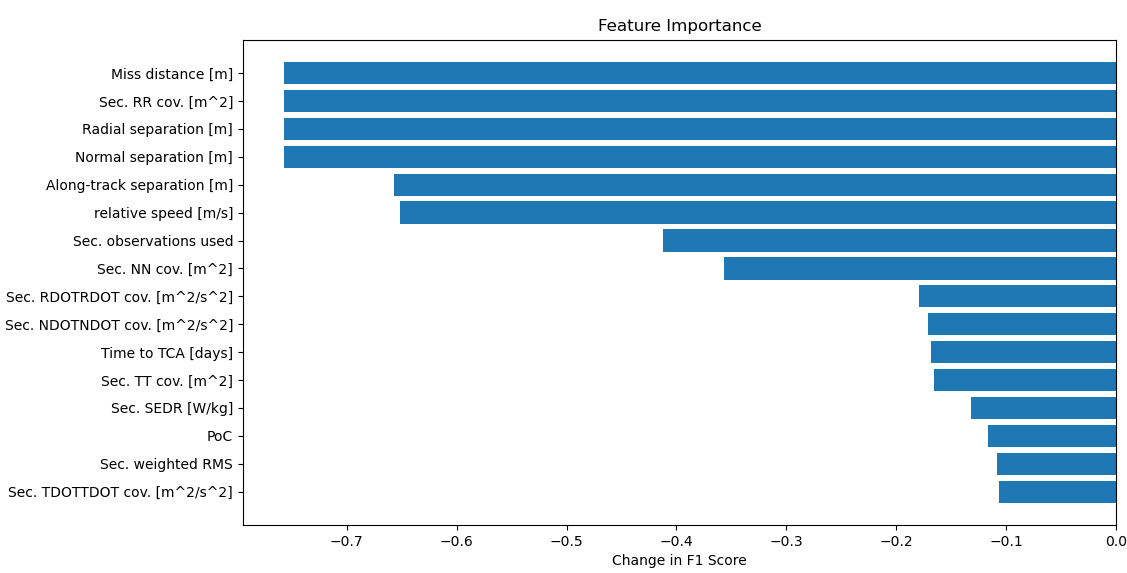 Feature Importance
Miss distance [m]
Sec. RR cov. [m^2]
Radial separation [m]
Normal separation [m]
Along-track separation [m]
relative speed [m/s]
Sec. observations used
Sec. NN cov. [m^2]
Sec. RDOTRDOT cov. [m^2/s^2]
Sec. NDOTNDOT cov. [m^2/s^2]
Time to TCA [days]
Sec. TT cov. [m^2]
Sec. SEDR [W/kg]
PoC
Sec. weighted RMS
Sec. TDOTTDOT cov. [m^2/s^2]
−0.7 −0.6 −0.5 −0.4 −0.3 −0.2 −0.1 0.0
Change in F1 Score